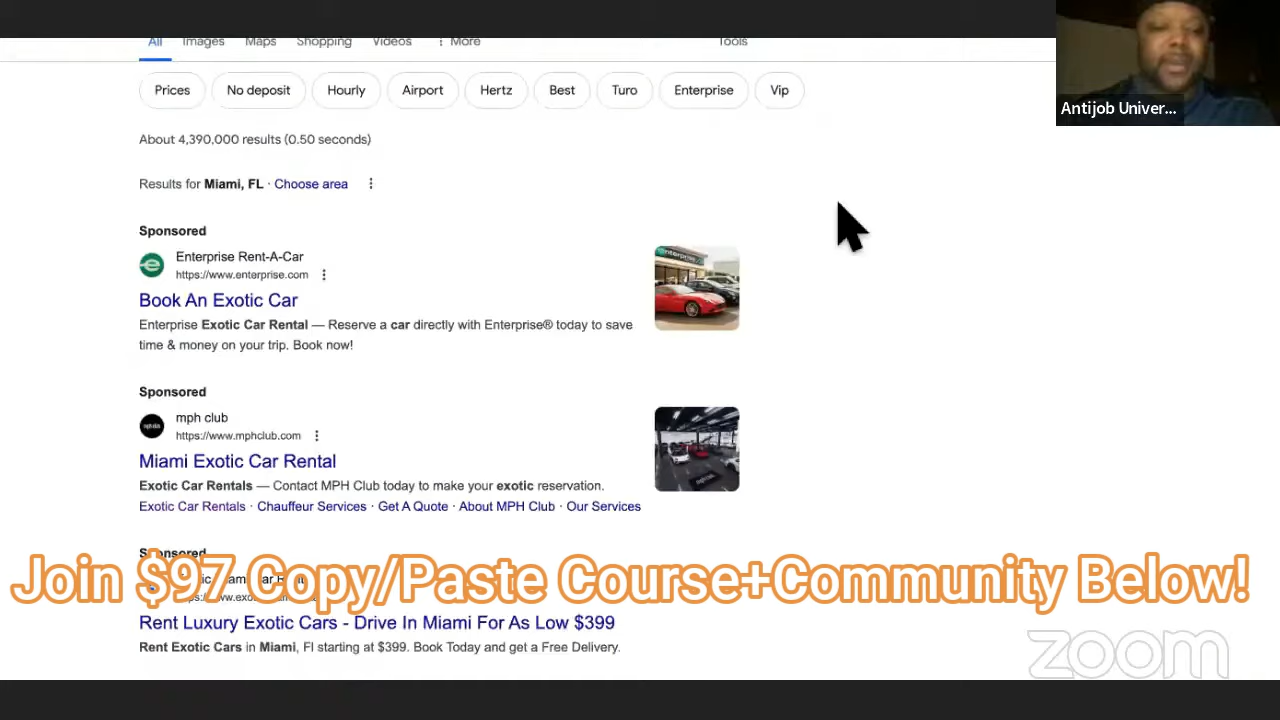 All Images Maps Shopping Videos More Tools
Antijob Univer...
Prices No deposit Hourly Airport Hertz Best Turo Enterprise Vip
About 4,390,000 results (0.50 seconds)
Results for Miami, FL · Choose area
Sponsored
Enterprise Rent-A-Car
https://www.enterprise.com
Book An Exotic Car
Enterprise Exotic Car Rental — Reserve a car directly with Enterprise® today to save
time & money on your trip. Book now!
Sponsored
mph club
https://www.mphclub.com
Miami Exotic Car Rental
Exotic Car Rentals — Contact MPH Club today to make your exotic reservation.
Exotic Car Rentals · Chauffeur Services · Get A Quote · About MPH Club · Our Services
Sponsored
Join $97 Copy/Paste Course+Community Below!
Rent Luxury Exotic Cars - Drive In Miami For As Low $399
Rent Exotic Cars in Miami, Fl starting at $399. Book Today and get a Free Delivery.
zoom